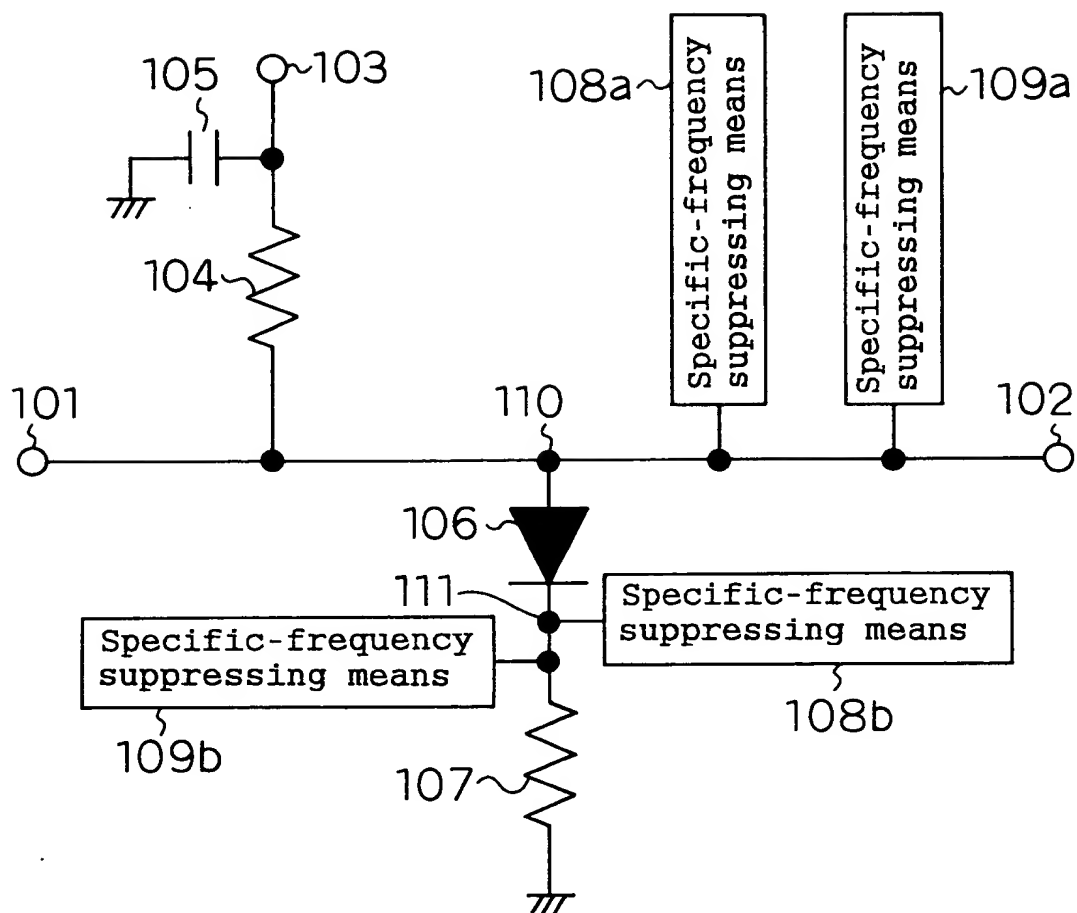 105
103
108a
Specific-frequency
suppressing means
Specific-frequency
suppressing means
109a
104
101
110
102
106
111
Specific-frequency
suppressing means
Specific-frequency
suppressing means
108b
109b
107